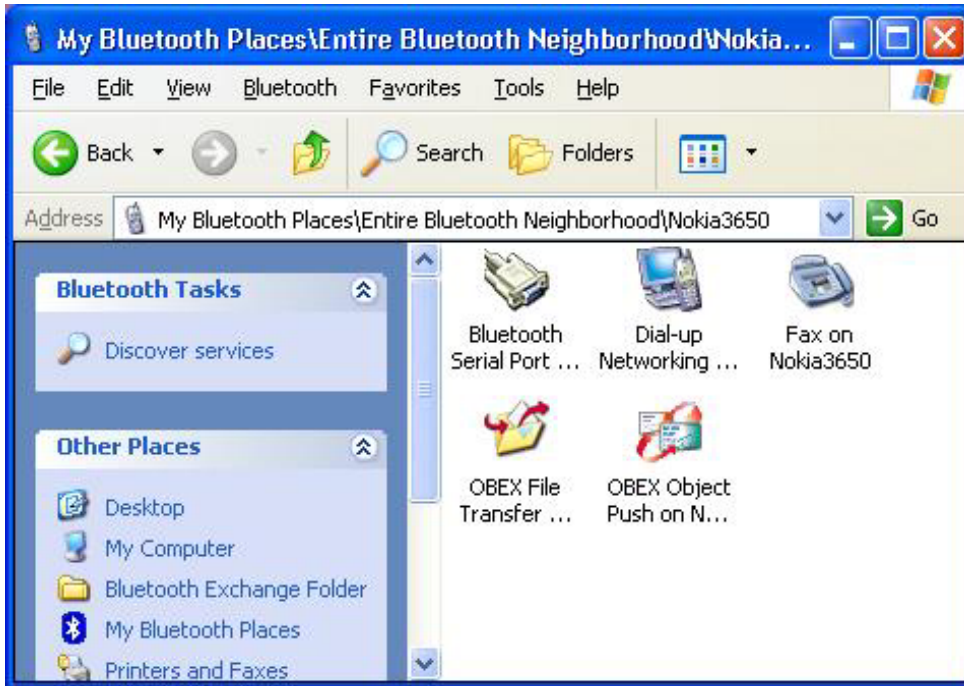 My Bluetooth Places\Entire Bluetooth Neighborhood\Nokia...
File Edit View Bluetooth Favorites Tools Help
Back Search Folders
Address My Bluetooth Places\Entire Bluetooth Neighborhood\Nokia3650 Go
Bluetooth Tasks
Discover services
Other Places
Desktop
My Computer
Bluetooth Exchange Folder
My Bluetooth Places
Printers and Faxes
Bluetooth
Serial Port ...
Dial-up
Networking ...
Fax on
Nokia3650
OBEX File
Transfer ...
OBEX Object
Push on N...